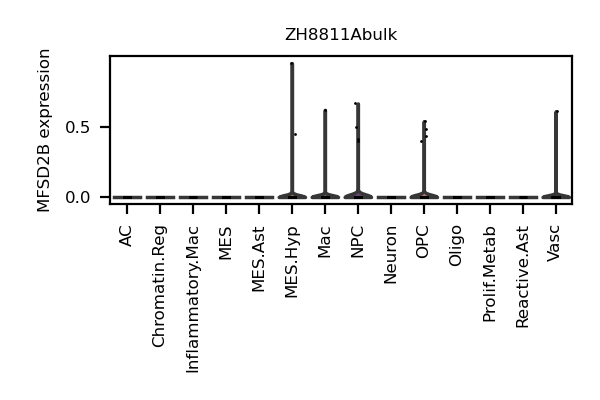 ZH8811Abulk
MFSD2B expression
0.5
0.0
AC
Chromatin.Reg
Inflammatory.Mac
MES
MES.Ast
MES.Hyp
Mac
NPC
Neuron
OPC
Oligo
Prolif.Metab
Reactive.Ast
Vasc